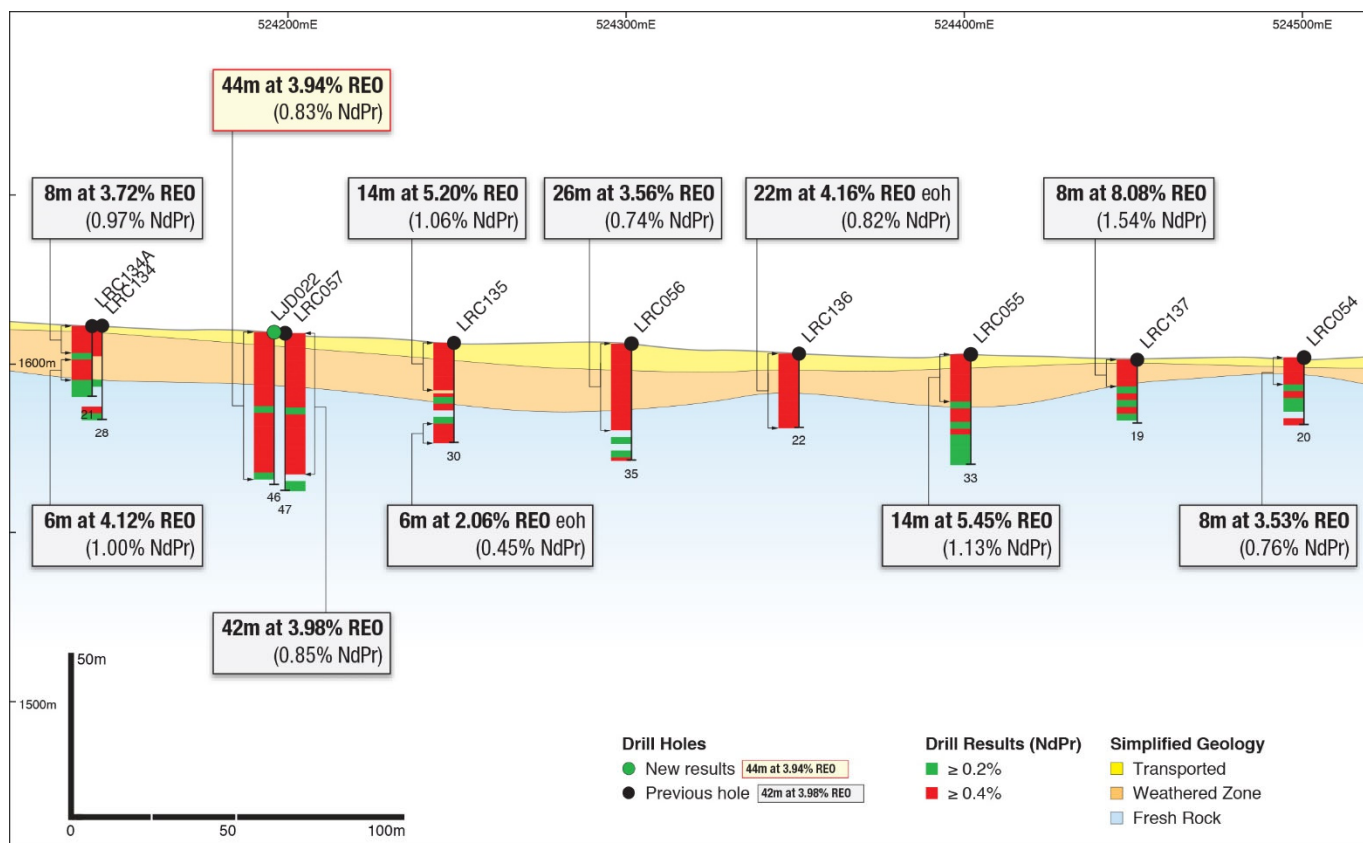 524200mE
524300mE
524400mE
524500mE
44m at 3.94% REO
(0.83% NdPr)
8m at 3.72% REO
(0.97% NdPr)
14m at 5.20% REO
(1.06% NdPr)
26m at 3.56% REO
(0.74% NdPr)
22m at 4.16% REO eoh
(0.82% NdPr)
8m at 8.08% REO
(1.54% NdPr)
LRC134A
LRC134
LJD022
LRC057
LRC135
LRC056
LRC136
LRC055
LRC137
LRC054
1600m
21
28
46
47
30
35
22
33
19
20
6m at 4.12% REO
(1.00% NdPr)
6m at 2.06% REO eoh
(0.45% NdPr)
14m at 5.45% REO
(1.13% NdPr)
8m at 3.53% REO
(0.76% NdPr)
42m at 3.98% REO
(0.85% NdPr)
50m
1500m
0
50
100m
Drill Holes
New results 44m at 3.94% REO
Previous hole 42m at 3.98% REO
Drill Results (NdPr)
≥ 0.2%
≥ 0.4%
Simplified Geology
Transported
Weathered Zone
Fresh Rock